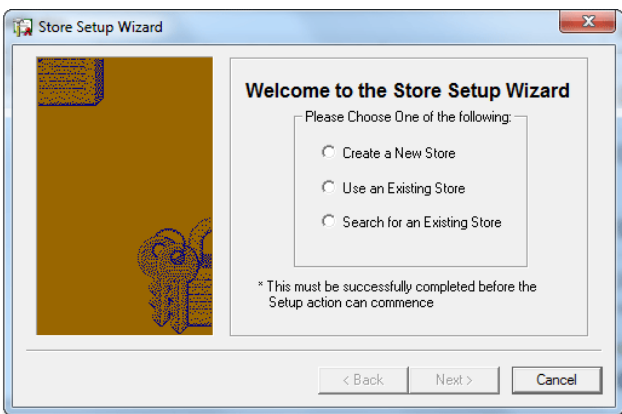 Store Setup Wizard
Welcome to the Store Setup Wizard
Please Choose One of the following:
Create a New Store
Use an Existing Store
Search for an Existing Store
* This must be successfully completed before the
Setup action can commence
< Back
Next >
Cancel